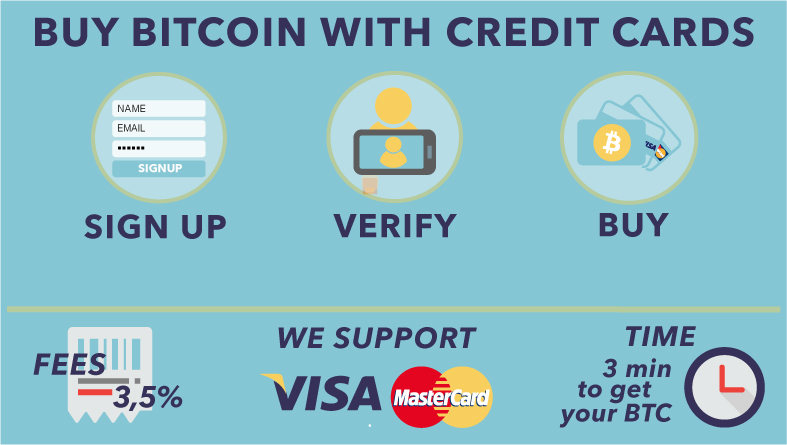 BUY BITCOIN WITH CREDIT CARDS
NAME
EMAIL
SIGNUP
VISA
SIGN UP
VERIFY
BUY
FEES
3,5%
WE SUPPORT
VISA
MasterCard
TIME
3 min
to get
your BTC